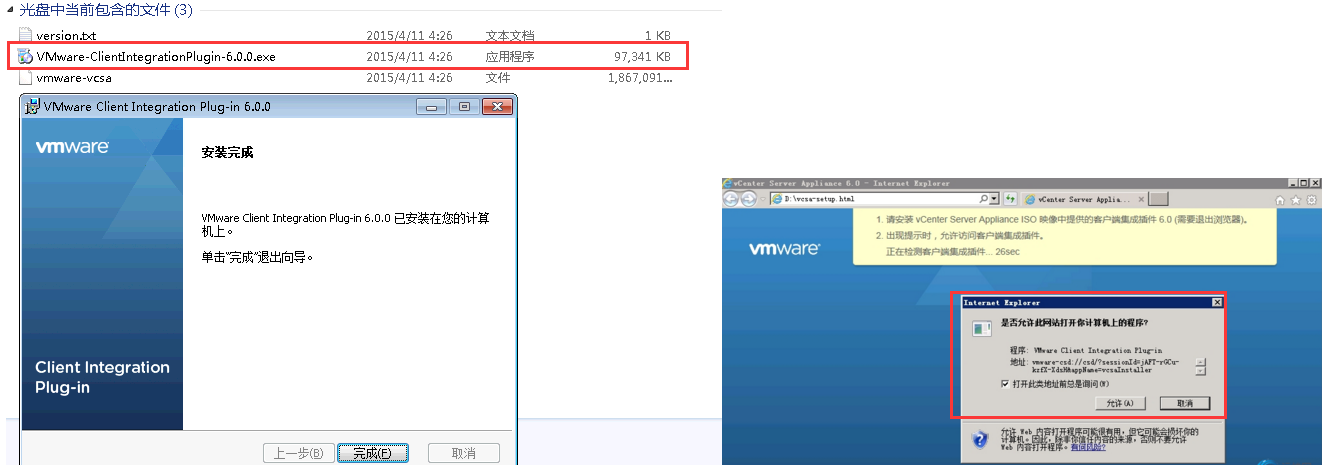 光盘中当前包含的文件 (3)
version.txt 2015/4/11 4:26 文本文档 1 KB
VMware-ClientIntegrationPlugin-6.0.0.exe 2015/4/11 4:26 应用程序 97,341 KB
vmware-vcsa 2015/4/11 4:26 文件 1,867,091...
VMware Client Integration Plug-in 6.0.0
vmware
安装完成
VMware Client Integration Plug-in 6.0.0 已安装在您的计算
机上。
单击“完成”退出向导。
Client Integration
Plug-in
上一步(B) 完成(F) 取消
vCenter Server Appliance 6.0 - Internet Explorer
D:\vcsa-setup.html vCenter Server Applia...
1. 请安装 vCenter Server Appliance ISO 映像中提供的客户端集成插件 6.0 (需要退出浏览器)。
2. 出现提示时，允许访问客户端集成插件。
正在检测客户端集成插件... 26sec
vmware
Internet Explorer
是否允许此网站打开你计算机上的程序?
程序: VMware Client Integration Plug-in
地址: vmware-csd://csd/?sessionId=jAFT-rGCu-
kzfX-XdsH&appName=vcsaInstaller
打开此类地址前总是询问(W)
允许(A) 取消
允许 Web 内容打开程序可能很有用，但它可能会损坏你的
计算机。因此，除非你信任内容的来源，否则不要允许
Web 内容打开程序。有何风险?